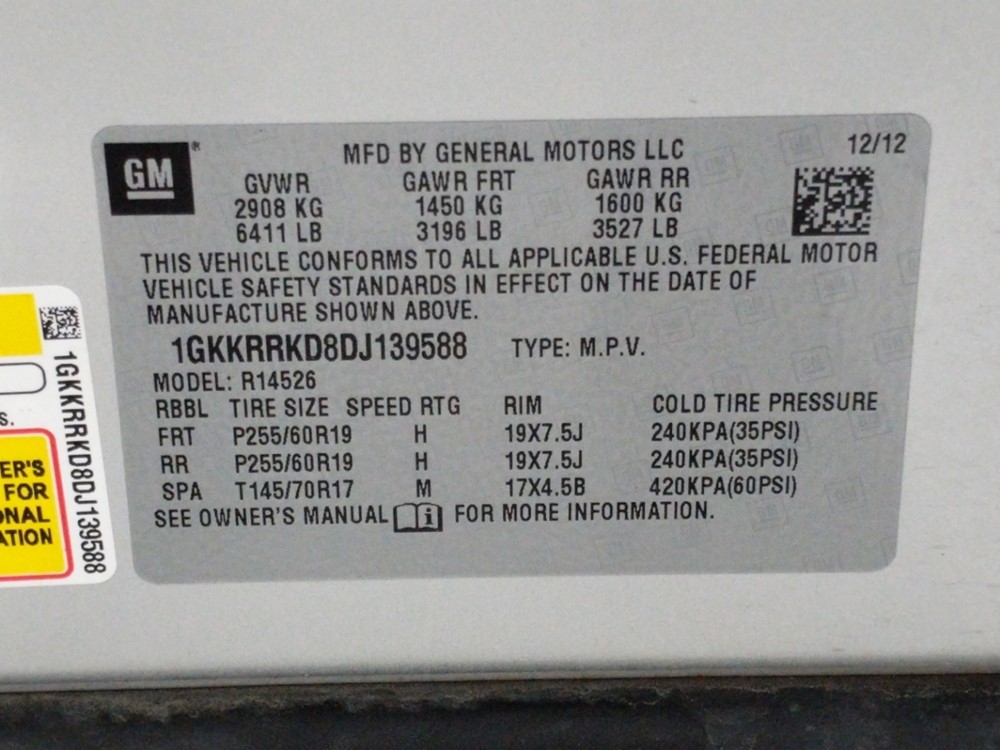 GM
MFD BY GENERAL MOTORS LLC
12/12
GVWR GAWR FRT GAWR RR
2908 KG 1450 KG 1600 KG
6411 LB 3196 LB 3527 LB
THIS VEHICLE CONFORMS TO ALL APPLICABLE U.S. FEDERAL MOTOR
VEHICLE SAFETY STANDARDS IN EFFECT ON THE DATE OF
MANUFACTURE SHOWN ABOVE.
1GKKRRKD8DJ139588 TYPE: M.P.V.
MODEL: R14526
RBBL TIRE SIZE SPEED RTG RIM COLD TIRE PRESSURE
FRT P255/60R19 H 19X7.5J 240KPA(35PSI)
RR P255/60R19 H 19X7.5J 240KPA(35PSI)
SPA T145/70R17 M 17X4.5B 420KPA(60PSI)
SEE OWNER'S MANUAL i FOR MORE INFORMATION.
1GKKRRKD8DJ139588
S.
ER'S
FOR
ONAL
ATION